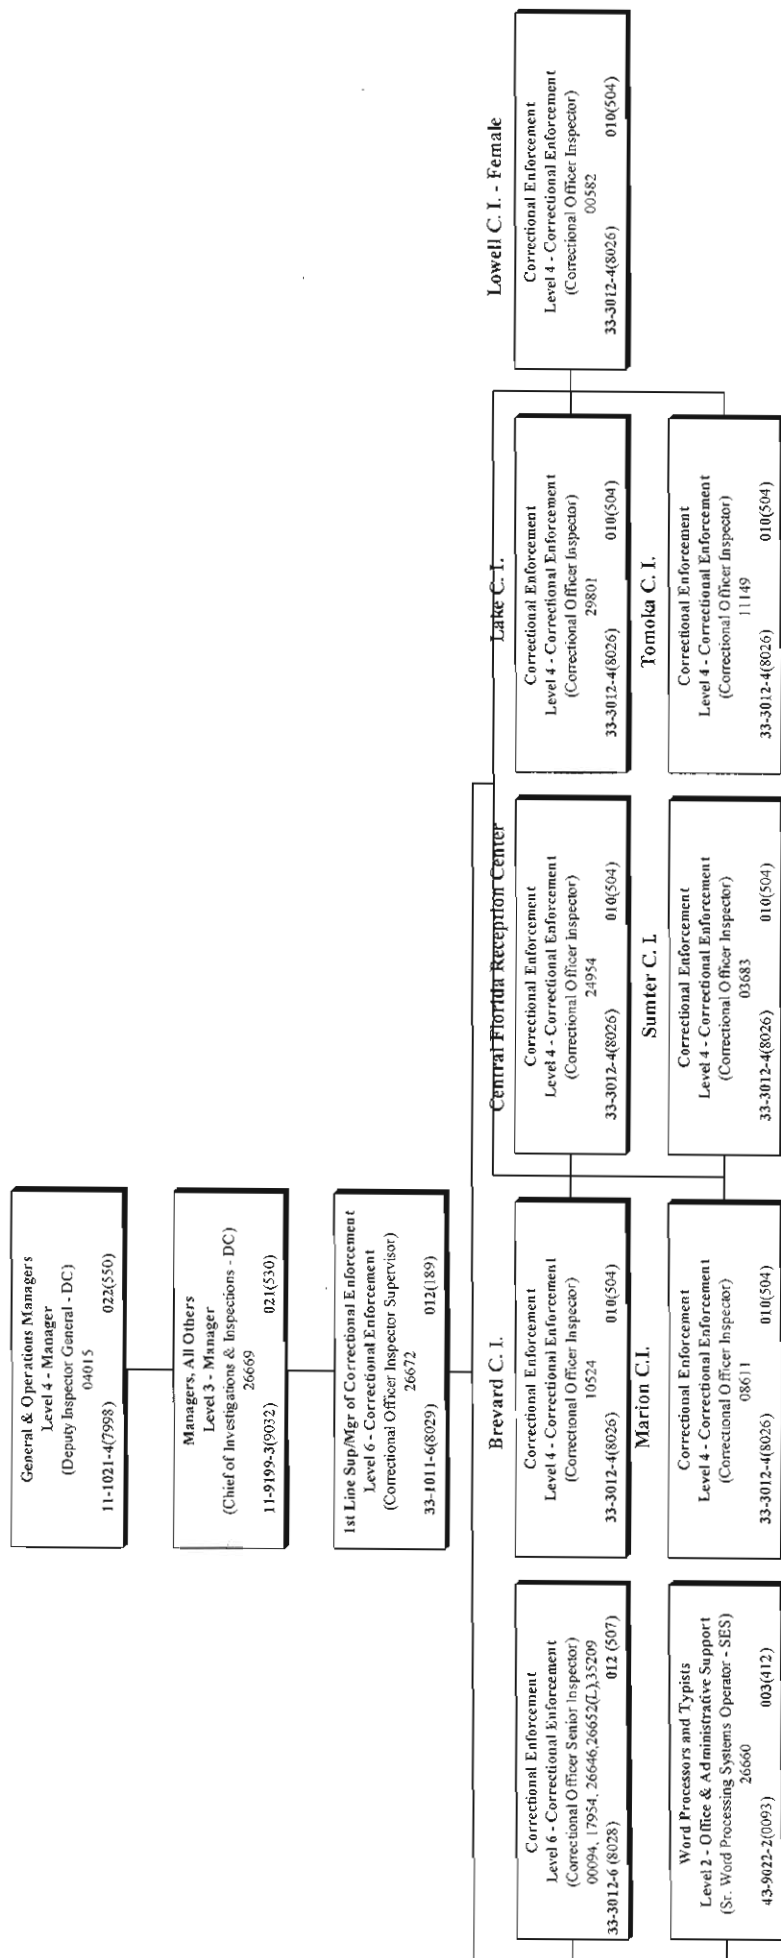 General & Operations Managers
Level 4 - Manager
(Deputy Inspector General - DC)
04015
11-1021-4(7998) 022(550)
Managers, All Others
Level 3 - Manager
(Chief of Investigations & Inspections - DC)
26669
11-9199-3(9032) 021(530)
1st Line Sup/Mgr of Correctional Enforcement
Level 6 - Correctional Enforcement
(Correctional Officer Inspector Supervisor)
26672
33-1011-6(8029) 012(189)
Correctional Enforcement
Level 6 - Correctional Enforcement
(Correctional Officer Senior Inspector)
00094, 17954, 26646,26652(L),35209
33-3012-6 (8028) 012 (507)
Brevard C. I.
Correctional Enforcement
Level 4 - Correctional Enforcement
(Correctional Officer Inspector)
10524
33-3012-4(8026) 010(504)
Central Florida Reception Center
Correctional Enforcement
Level 4 - Correctional Enforcement
(Correctional Officer Inspector)
24954
33-3012-4(8026) 010(504)
Lake C. I.
Correctional Enforcement
Level 4 - Correctional Enforcement
(Correctional Officer Inspector)
29801
33-3012-4(8026) 010(504)
Lowell C. I. - Female
Correctional Enforcement
Level 4 - Correctional Enforcement
(Correctional Officer Inspector)
00582
33-3012-4(8026) 010(504)
Word Processors and Typists
Level 2 - Office & Administrative Support
(Sr. Word Processing Systems Operator - SES)
26660
43-9022-2(0093) 003(412)
Marion C.I.
Correctional Enforcement
Level 4 - Correctional Enforcement
(Correctional Officer Inspector)
08611
33-3012-4(8026) 010(504)
Sumter C. I.
Correctional Enforcement
Level 4 - Correctional Enforcement
(Correctional Officer Inspector)
03683
33-3012-4(8026) 010(504)
Tomoka C. I.
Correctional Enforcement
Level 4 - Correctional Enforcement
(Correctional Officer Inspector)
11149
33-3012-4(8026) 010(504)